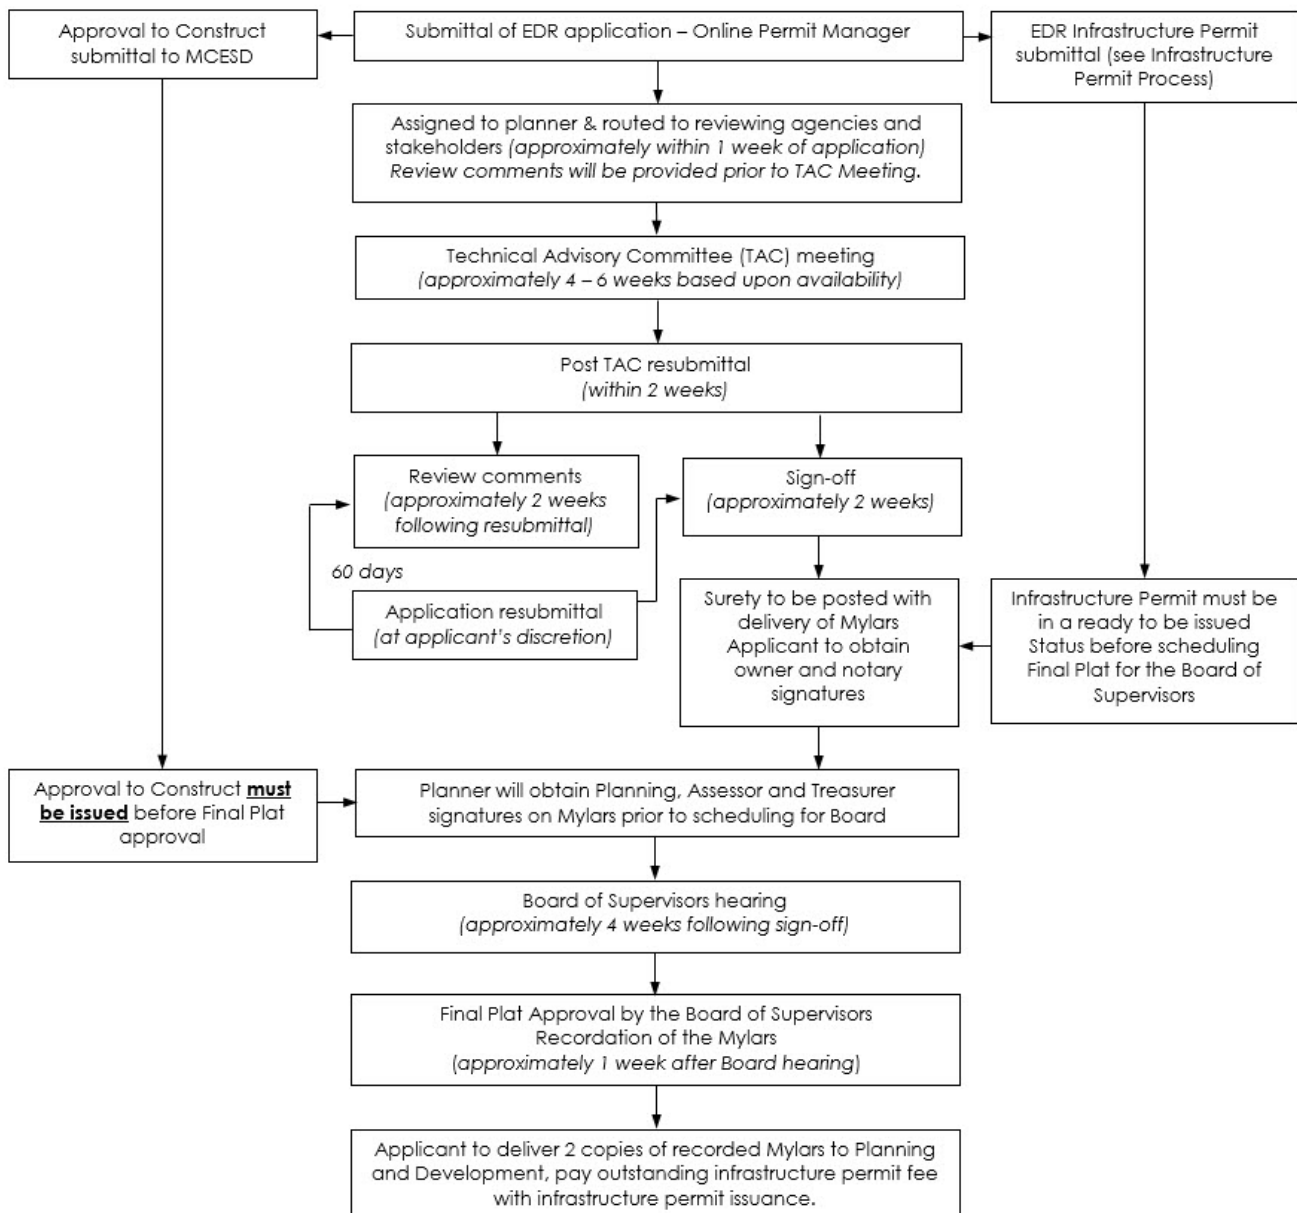 Approval to Construct
submittal to MCESD
Submittal of EDR application – Online Permit Manager
EDR Infrastructure Permit
submittal (see Infrastructure
Permit Process)
Assigned to planner & routed to reviewing agencies and
stakeholders (approximately within 1 week of application)
Review comments will be provided prior to TAC Meeting.
Technical Advisory Committee (TAC) meeting
(approximately 4 – 6 weeks based upon availability)
Post TAC resubmittal
(within 2 weeks)
Review comments
(approximately 2 weeks
following resubmittal)
Sign-off
(approximately 2 weeks)
60 days
Application resubmittal
(at applicant's discretion)
Surety to be posted with
delivery of Mylars
Applicant to obtain
owner and notary
signatures
Infrastructure Permit must be
in a ready to be issued
Status before scheduling
Final Plat for the Board of
Supervisors
Approval to Construct must
be issued before Final Plat
approval
Planner will obtain Planning, Assessor and Treasurer
signatures on Mylars prior to scheduling for Board
Board of Supervisors hearing
(approximately 4 weeks following sign-off)
Final Plat Approval by the Board of Supervisors
Recordation of the Mylars
(approximately 1 week after Board hearing)
Applicant to deliver 2 copies of recorded Mylars to Planning
and Development, pay outstanding infrastructure permit fee
with infrastructure permit issuance.